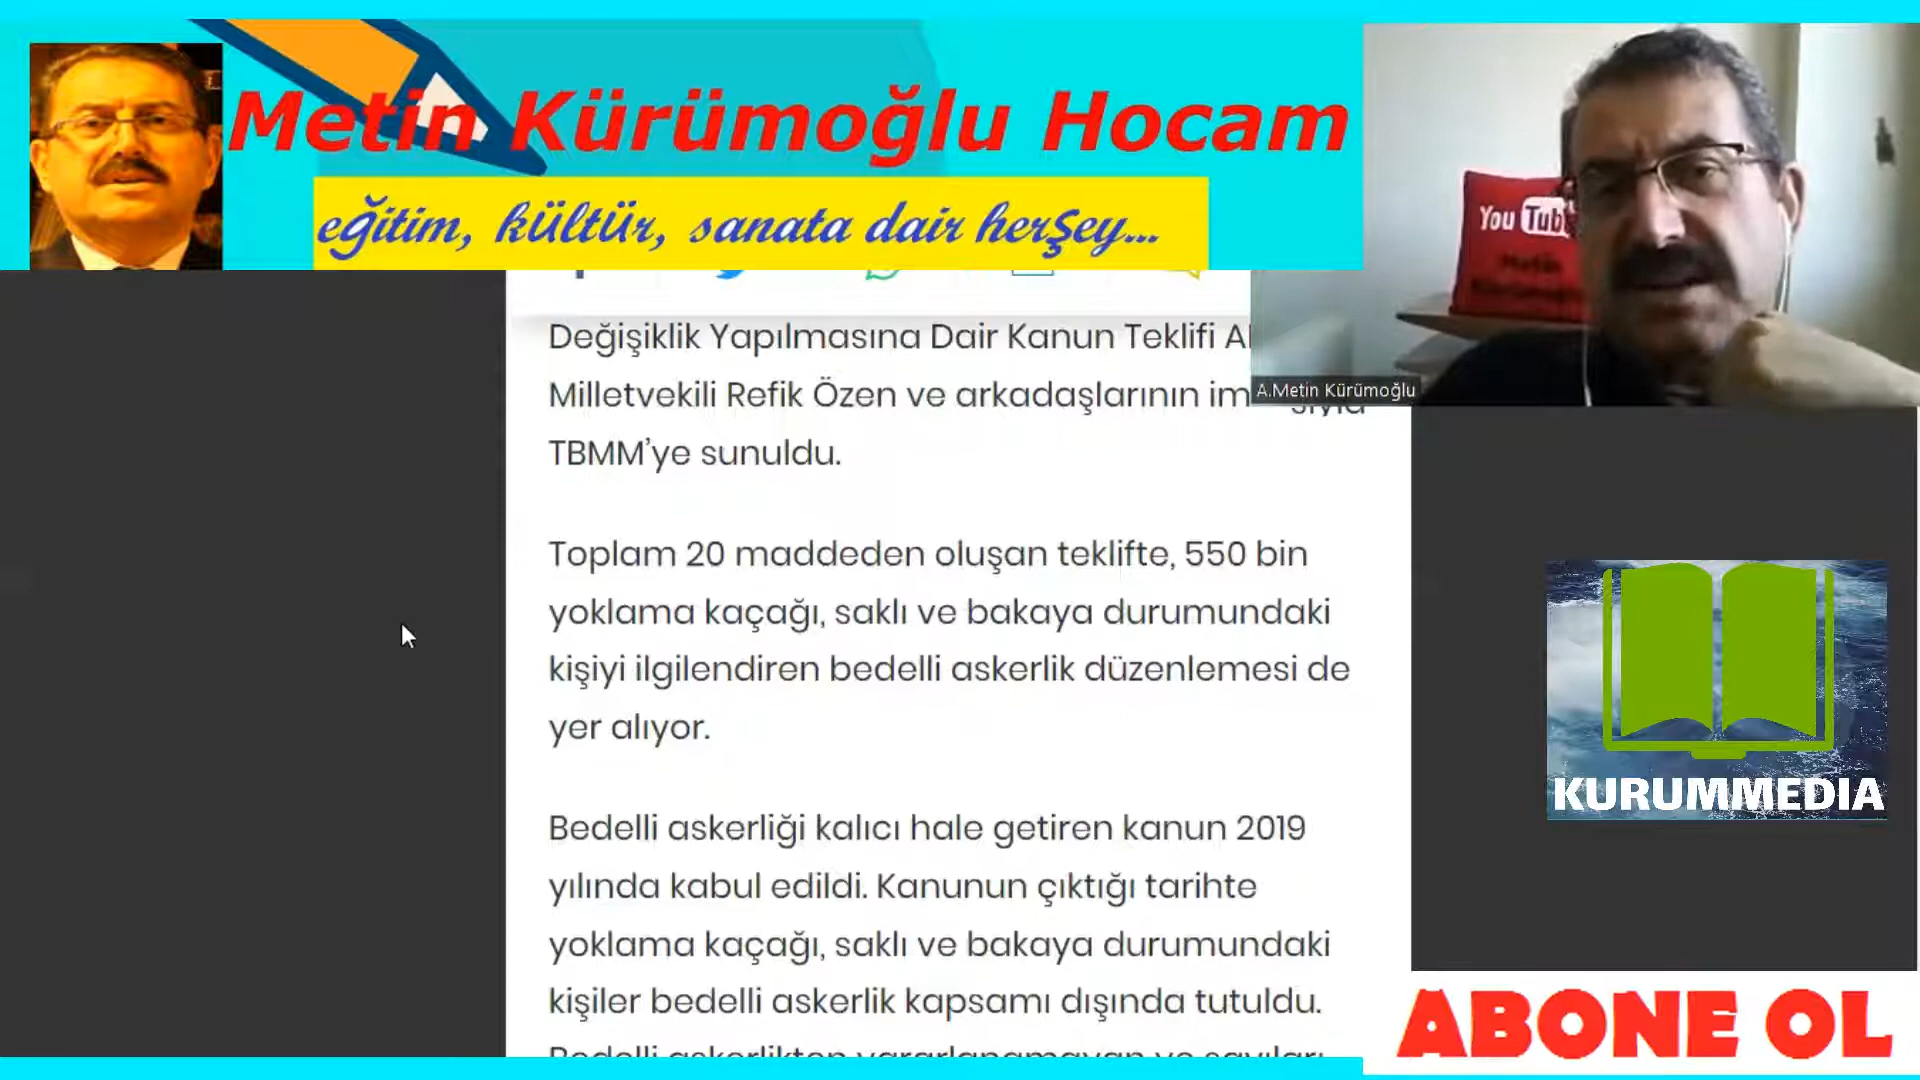 Metin Kürümoğlu Hocam
eğitim, kültür, sanata dair herşey...
You Tub
Metin
A.Metin Kürümoğlu
Değişiklik Yapılmasına Dair Kanun Teklifi
Milletvekili Refik Özen ve arkadaşlarının
TBMM'ye sunuldu.
Toplam 20 maddeden oluşan teklifte, 550 bin
yoklama kaçağı, saklı ve bakaya durumundaki
kişiyi ilgilendiren bedelli askerlik düzenlemesi de
yer alıyor.
Bedelli askerliği kalıcı hale getiren kanun 2019
yılında kabul edildi. Kanunun çıktığı tarihte
yoklama kaçağı, saklı ve bakaya durumundaki
kişiler bedelli askerlik kapsamı dışında tutuldu.
KURUMMEDIA
ABONE OL